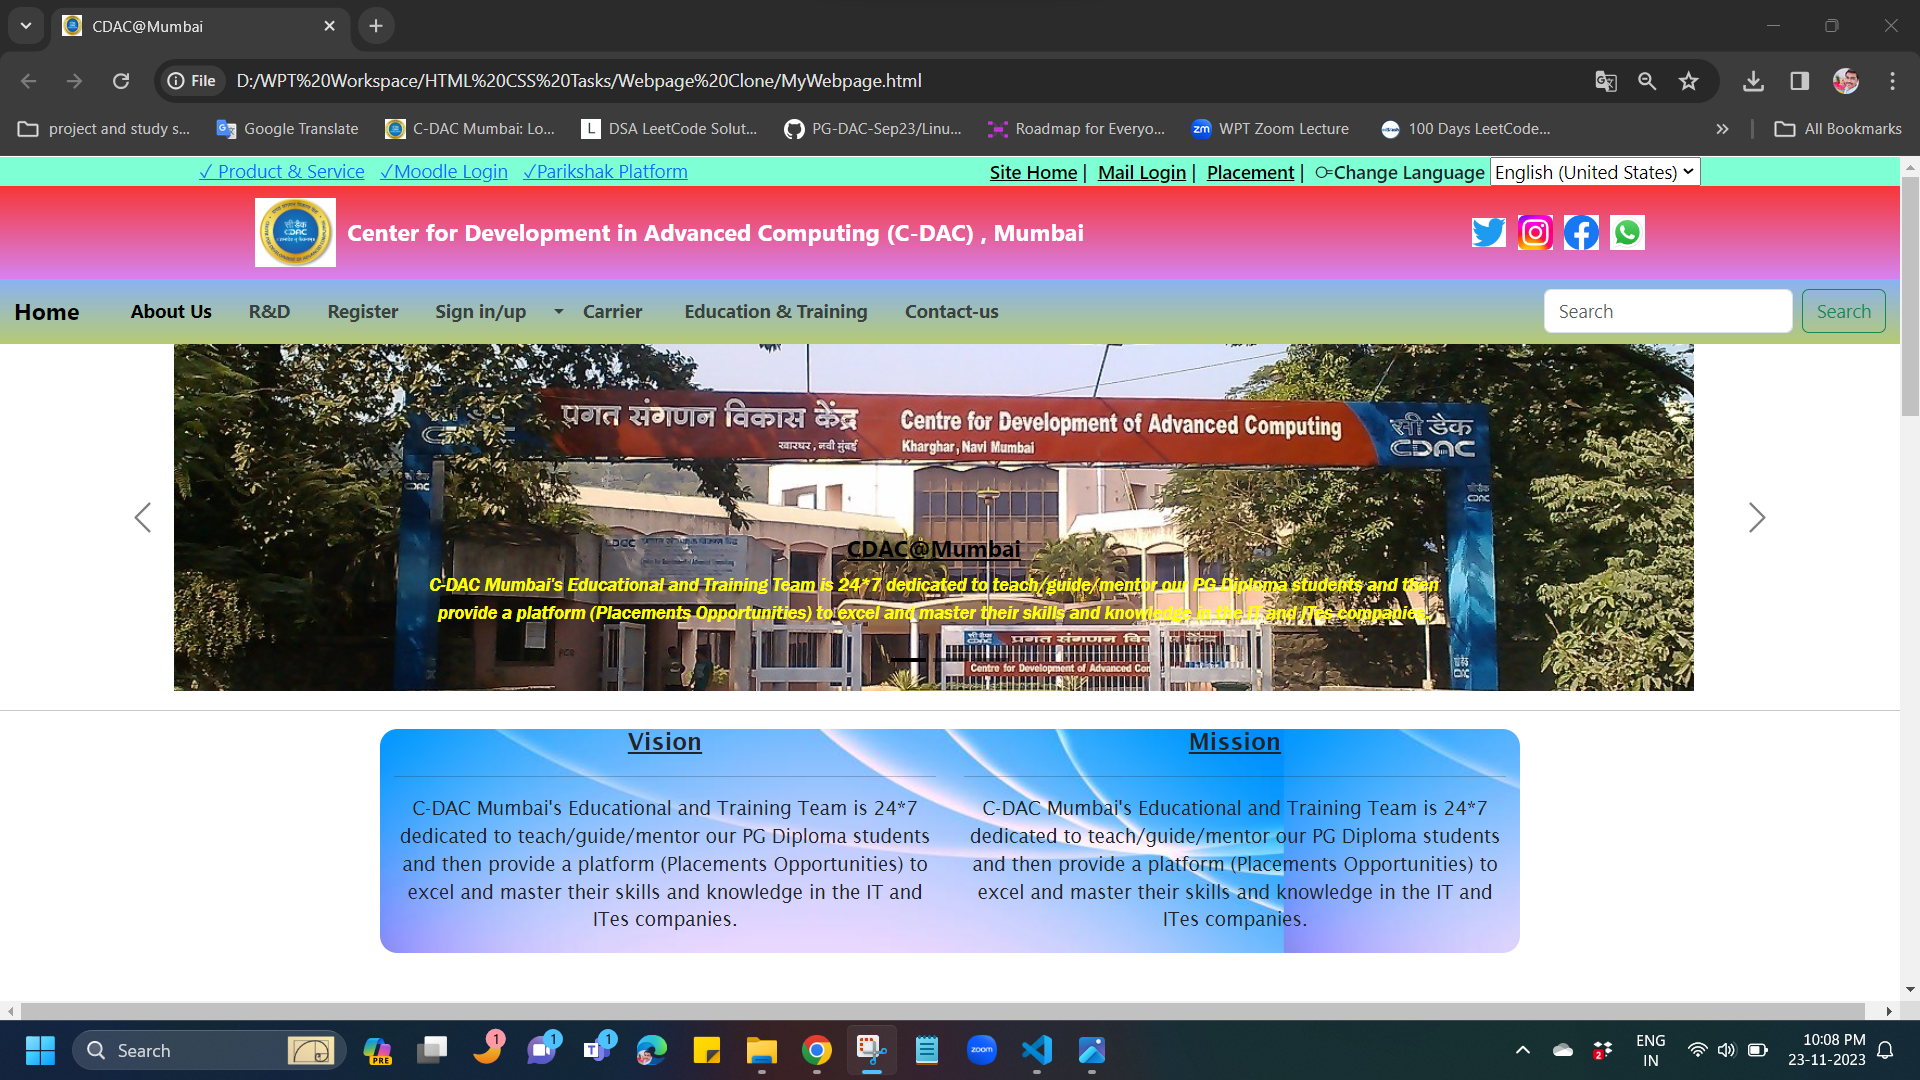 CDAC@Mumbai
File D:/WPT%20Workspace/HTML%20CSS%20Tasks/Webpage%20Clone/MyWebpage.html
project and study s... Google Translate C-DAC Mumbai: Lo... L DSA LeetCode Solut... PG-DAC-Sep23/Linu... Roadmap for Everyo... zm WPT Zoom Lecture 100 Days LeetCode... » All Bookmarks
✓ Product & Service ✓Moodle Login ✓Parikshak Platform Site Home | Mail Login | Placement | Change Language English (United States)
Center for Development in Advanced Computing (C-DAC) , Mumbai
Home About Us R&D Register Sign in/up Carrier Education & Training Contact-us Search Search
प्रगत संगणन विकास केंद्र Centre for Development of Advanced Computing सी डैक
खारघर, नवी मुंबई Kharghar, Navi Mumbai CDAC
CDAC@Mumbai
C-DAC Mumbai's Educational and Training Team is 24*7 dedicated to teach/guide/mentor our PG Diploma students and then
provide a platform (Placements Opportunities) to excel and master their skills and knowledge in the IT and ITes companies.
Vision Mission
C-DAC Mumbai's Educational and Training Team is 24*7
dedicated to teach/guide/mentor our PG Diploma students
and then provide a platform (Placements Opportunities) to
excel and master their skills and knowledge in the IT and
ITes companies.
C-DAC Mumbai's Educational and Training Team is 24*7
dedicated to teach/guide/mentor our PG Diploma students
and then provide a platform (Placements Opportunities) to
excel and master their skills and knowledge in the IT and
ITes companies.
Search PRE 1 1 1 zoom 2 ENG
IN
10:08 PM
23-11-2023